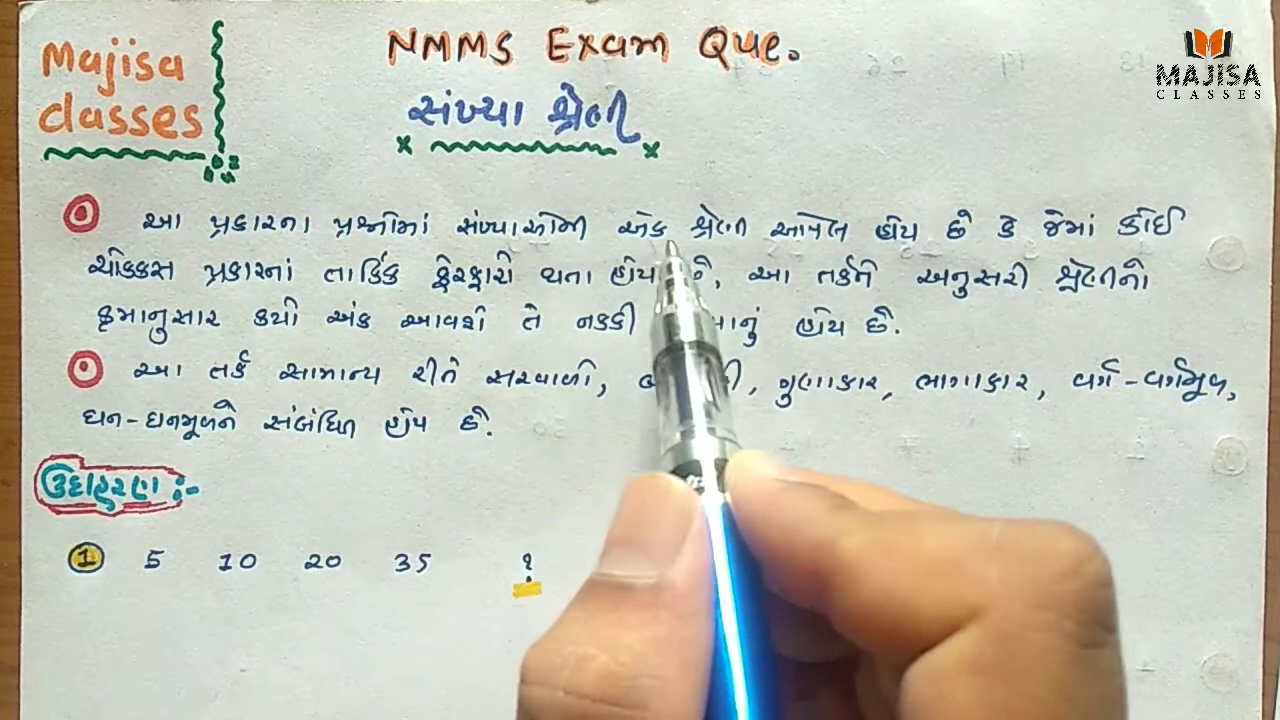 Majisa
classes
NMMS Exam Que.
સંખ્યા શ્રેણી
MAJISA
CLASSES
આ પ્રકારના પ્રશ્નોમાં સંખ્યાઓની એક શ્રેણી આપેલ હોય છે કે જેમાં કોઈ
ચોક્કસ પ્રકારનાં તાર્કિક ફેરફારો થતા હોય છે, આ તર્કને અનુસરી શ્રેણીનો
ક્રમાનુસાર કયો અંક આવશે તે નક્કી હોય છે.
આ તર્ક સામાન્ય રીતે સરવાળા, ગુણાકાર, ભાગાકાર, વર્ગ-વર્ગમૂળ,
ઘન-ઘનમૂળને સંબંધિત હોય છે.
ઉદાહરણ :-
1 5 10 20 35 ?